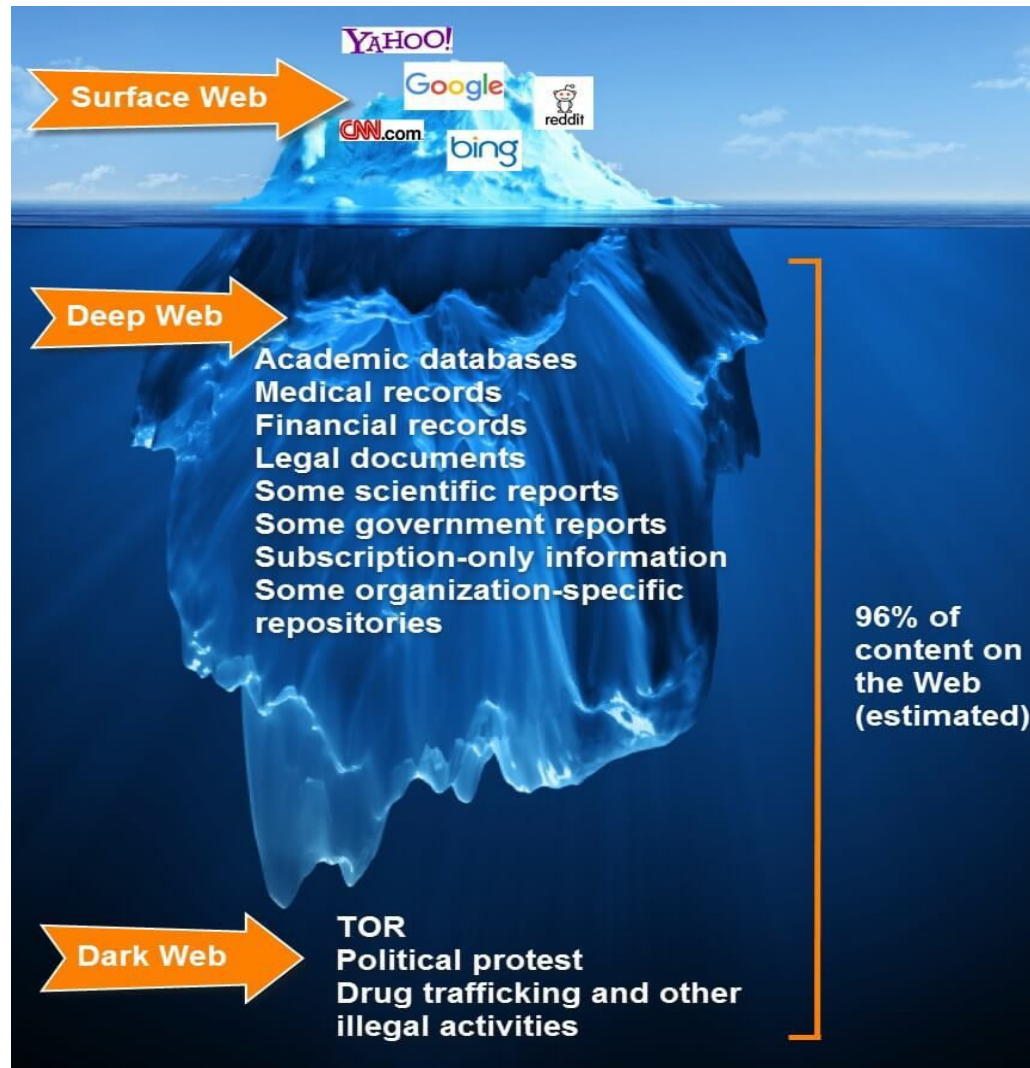 YAHOO!
Surface Web
Google
reddit
CNN.com
bing
Deep Web
Academic databases
Medical records
Financial records
Legal documents
Some scientific reports
Some government reports
Subscription-only information
Some organization-specific
repositories
96% of
content on
the Web
(estimated)
Dark Web
TOR
Political protest
Drug trafficking and other
illegal activities